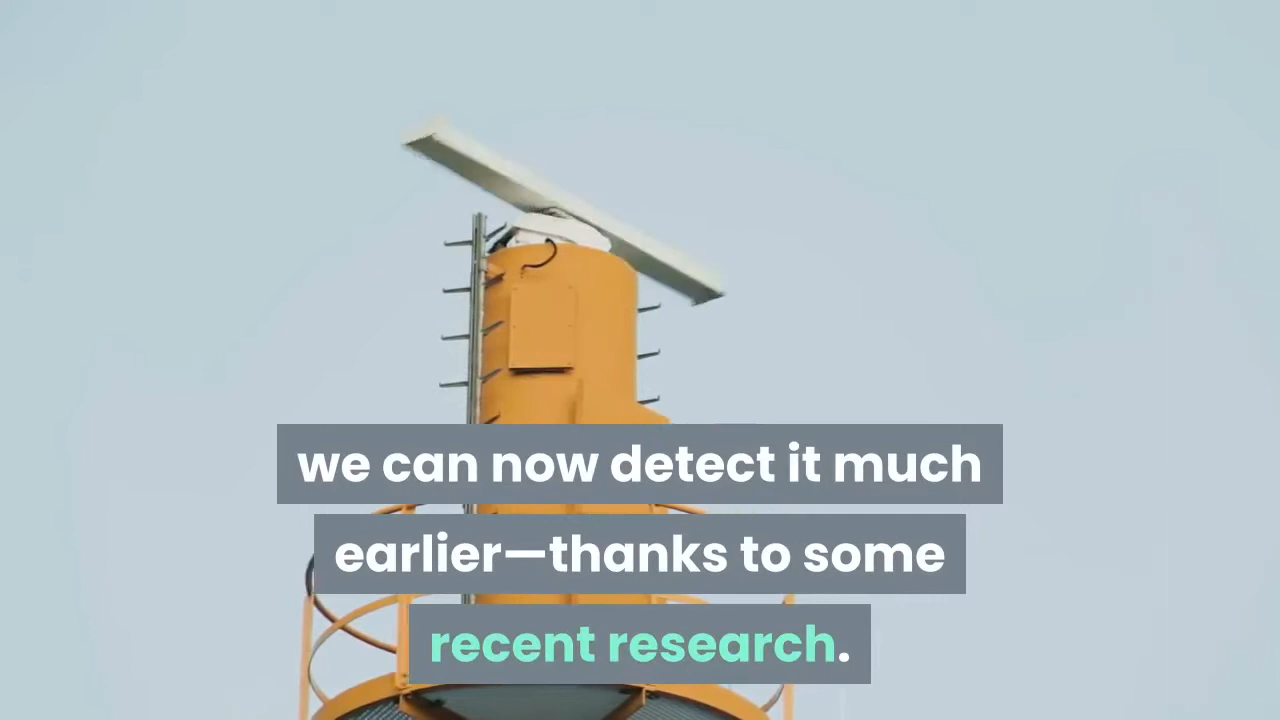 we can now detect it much
earlier—thanks to some
recent research.